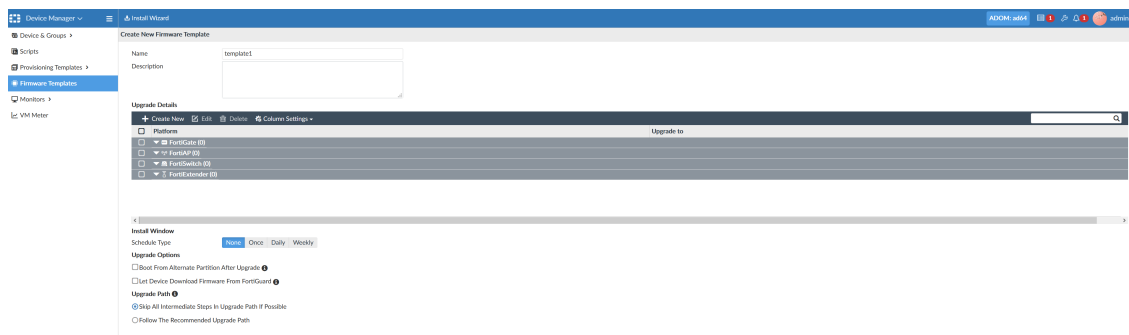 Device Manager
Install Wizard
ADOM: ad64
1
1
admin
Device & Groups
Scripts
Provisioning Templates
Firmware Templates
Monitors
VM Meter
Create New Firmware Template
Name template1
Description
Upgrade Details
Create New Edit Delete Column Settings
Platform Upgrade to
FortiGate (0)
FortiAP (0)
FortiSwitch (0)
FortiExtender (0)
Install Window
Schedule Type None Once Daily Weekly
Upgrade Options
Boot From Alternate Partition After Upgrade
Let Device Download Firmware From FortiGuard
Upgrade Path
Skip All Intermediate Steps In Upgrade Path If Possible
Follow The Recommended Upgrade Path